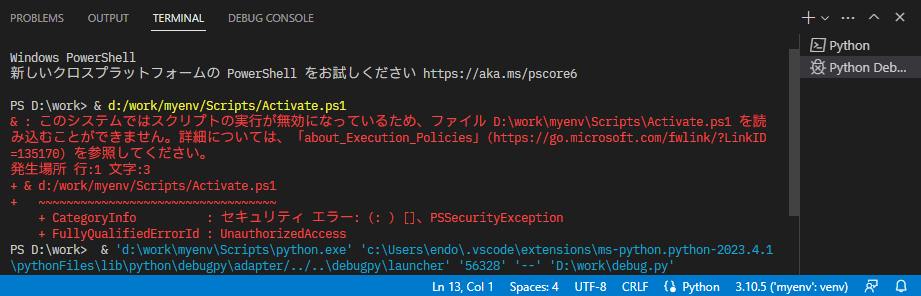 PROBLEMS OUTPUT TERMINAL DEBUG CONSOLE
Windows PowerShell
新しいクロスプラットフォームの PowerShell をお試しください https://aka.ms/pscore6
PS D:\work> & d:/work/myenv/Scripts/Activate.ps1
& : このシステムではスクリプトの実行が無効になっているため、ファイル D:\work\myenv\Scripts\Activate.ps1 を読
み込むことができません。詳細については、「about_Execution_Policies」(https://go.microsoft.com/fwlink/?LinkID
=135170) を参照してください。
発生場所 行:1 文字:3
+ & d:/work/myenv/Scripts/Activate.ps1
+   ~~~~~~~~~~~~~~~~~~~~~~~~~~~~~~~~~~
+ CategoryInfo          : セキュリティ エラー: (: ) []、PSSecurityException
+ FullyQualifiedErrorId : UnauthorizedAccess
PS D:\work>  & 'd:\work\myenv\Scripts\python.exe' 'c:\Users\endo\.vscode\extensions\ms-python.python-2023.4.1
\pythonFiles\lib\python\debugpy\adapter/../..\debugpy\launcher' '56328' '--' 'D:\work\debug.py'
Python
Python Deb...
Ln 13, Col 1 Spaces: 4 UTF-8 CRLF Python 3.10.5 ('myenv': venv)